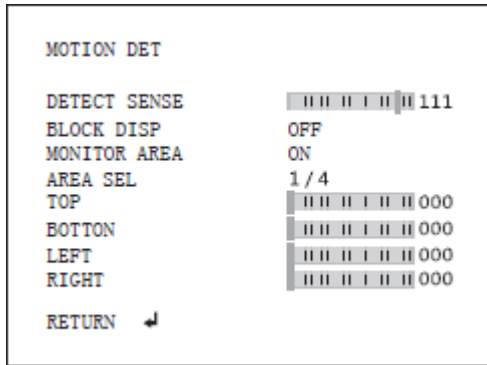 MOTION DET
DETECT SENSE 111
BLOCK DISP OFF
MONITOR AREA ON
AREA SEL 1/4
TOP 000
BOTTON 000
LEFT 000
RIGHT 000
RETURN ↲